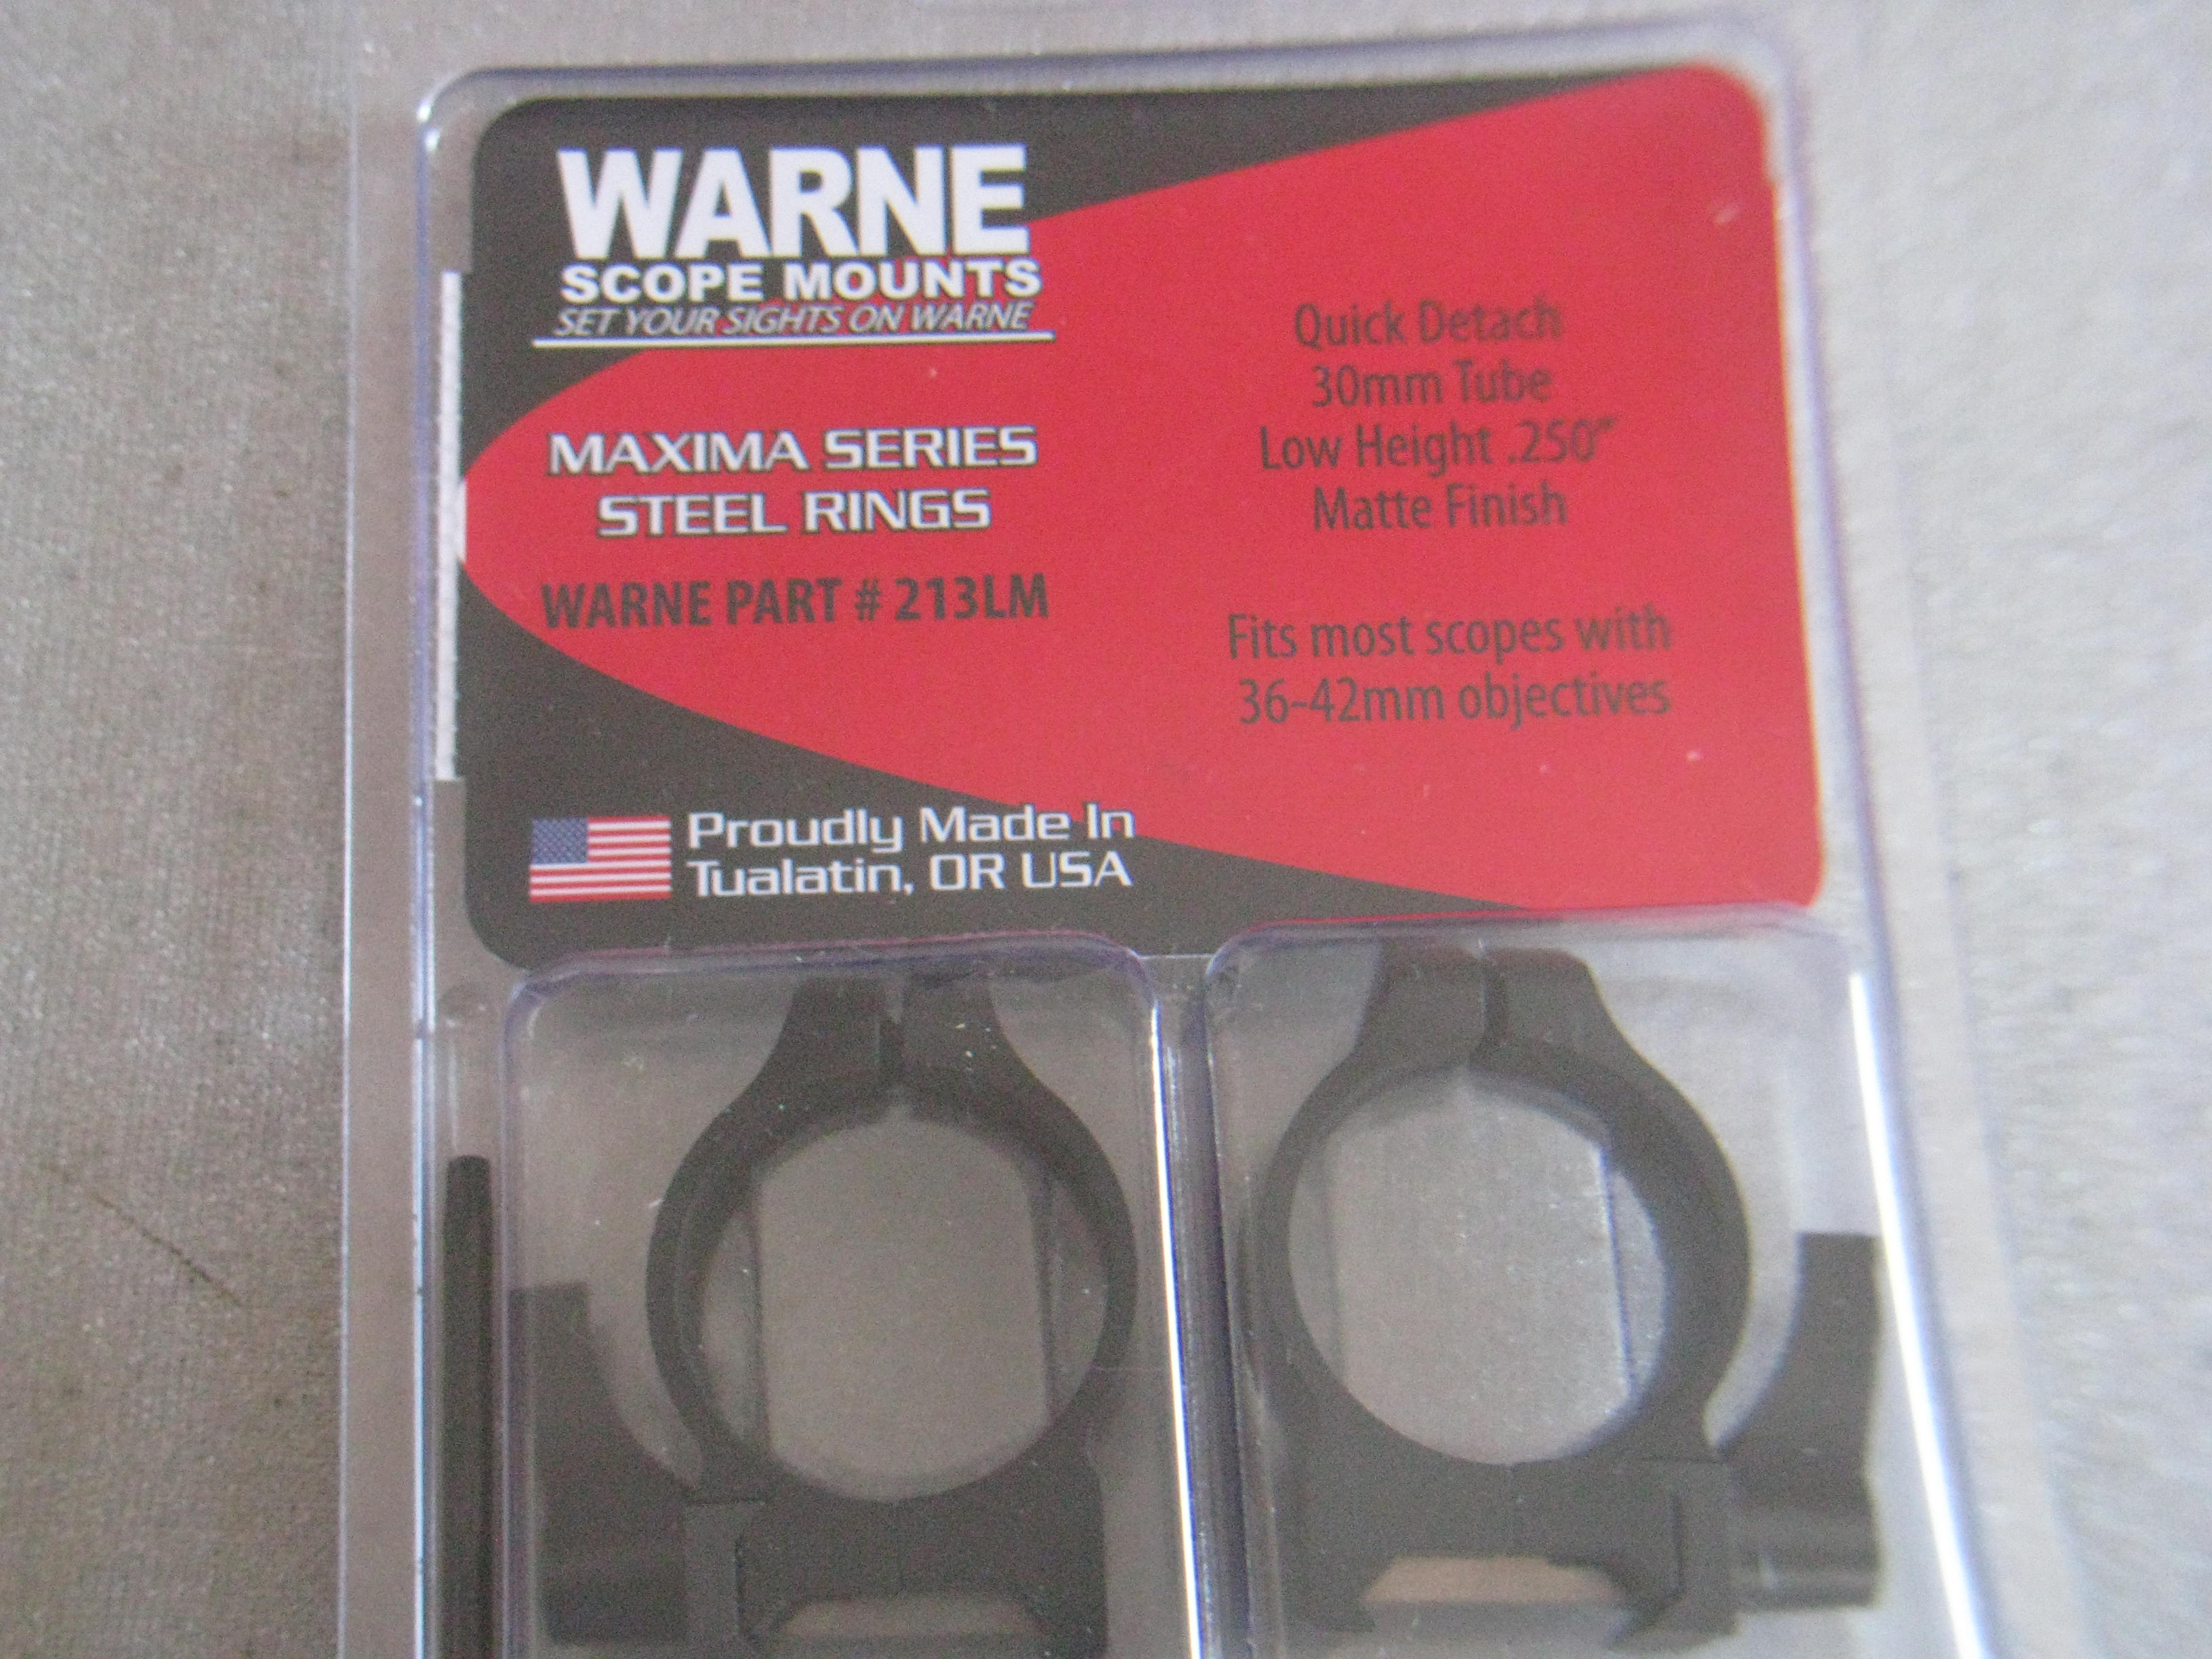 WARNE
SCOPE MOUNTS
SET YOUR SIGHTS ON WARNE
MAXIMA SERIES
STEEL RINGS
WARNE PART # 213LM
Quick Detach
30mm Tube
Low Height .250”
Matte Finish
Fits most scopes with
36-42mm objectives
Proudly Made In
Tualatin, OR USA